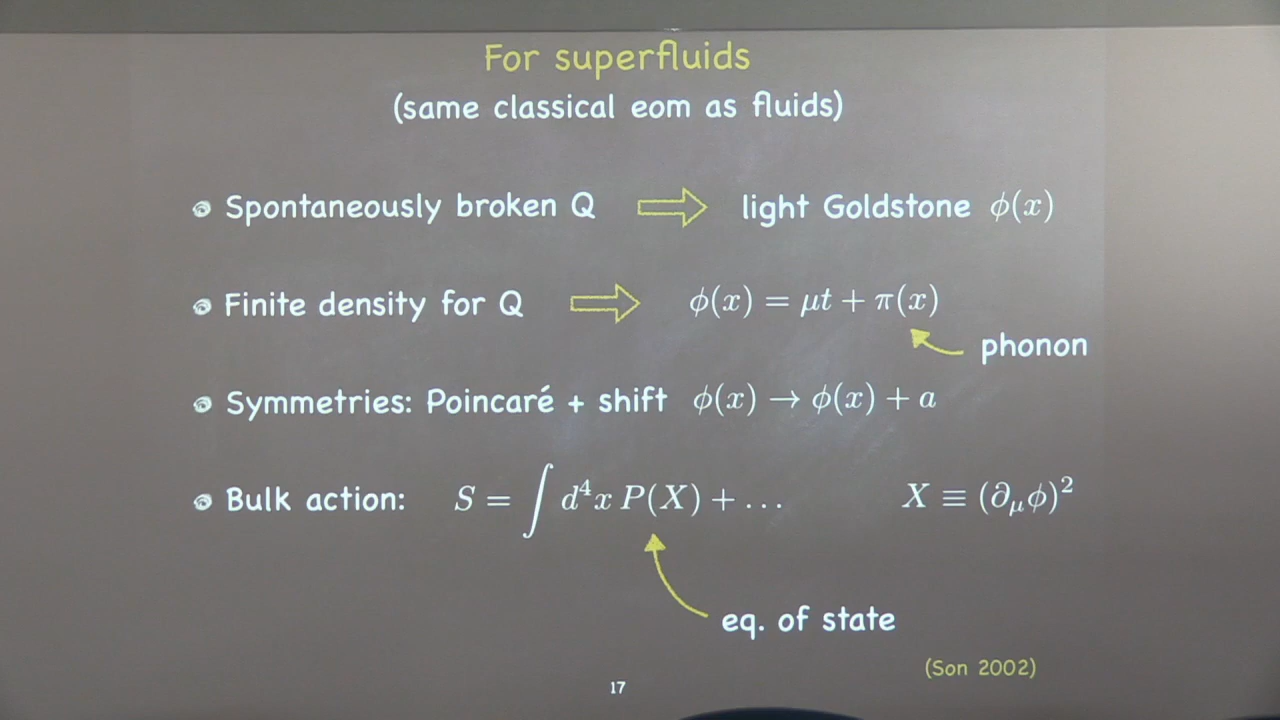 For superfluids
(same classical eom as fluids)
Spontaneously broken Q ⇒ light Goldstone ϕ(x)
Finite density for Q ⇒ ϕ(x) = μt + π(x)
phonon
Symmetries: Poincaré + shift ϕ(x) → ϕ(x) + a
Bulk action: S = ∫ d⁴x P(X) + ... X ≡ (∂_μϕ)²
eq. of state
(Son 2002)
17